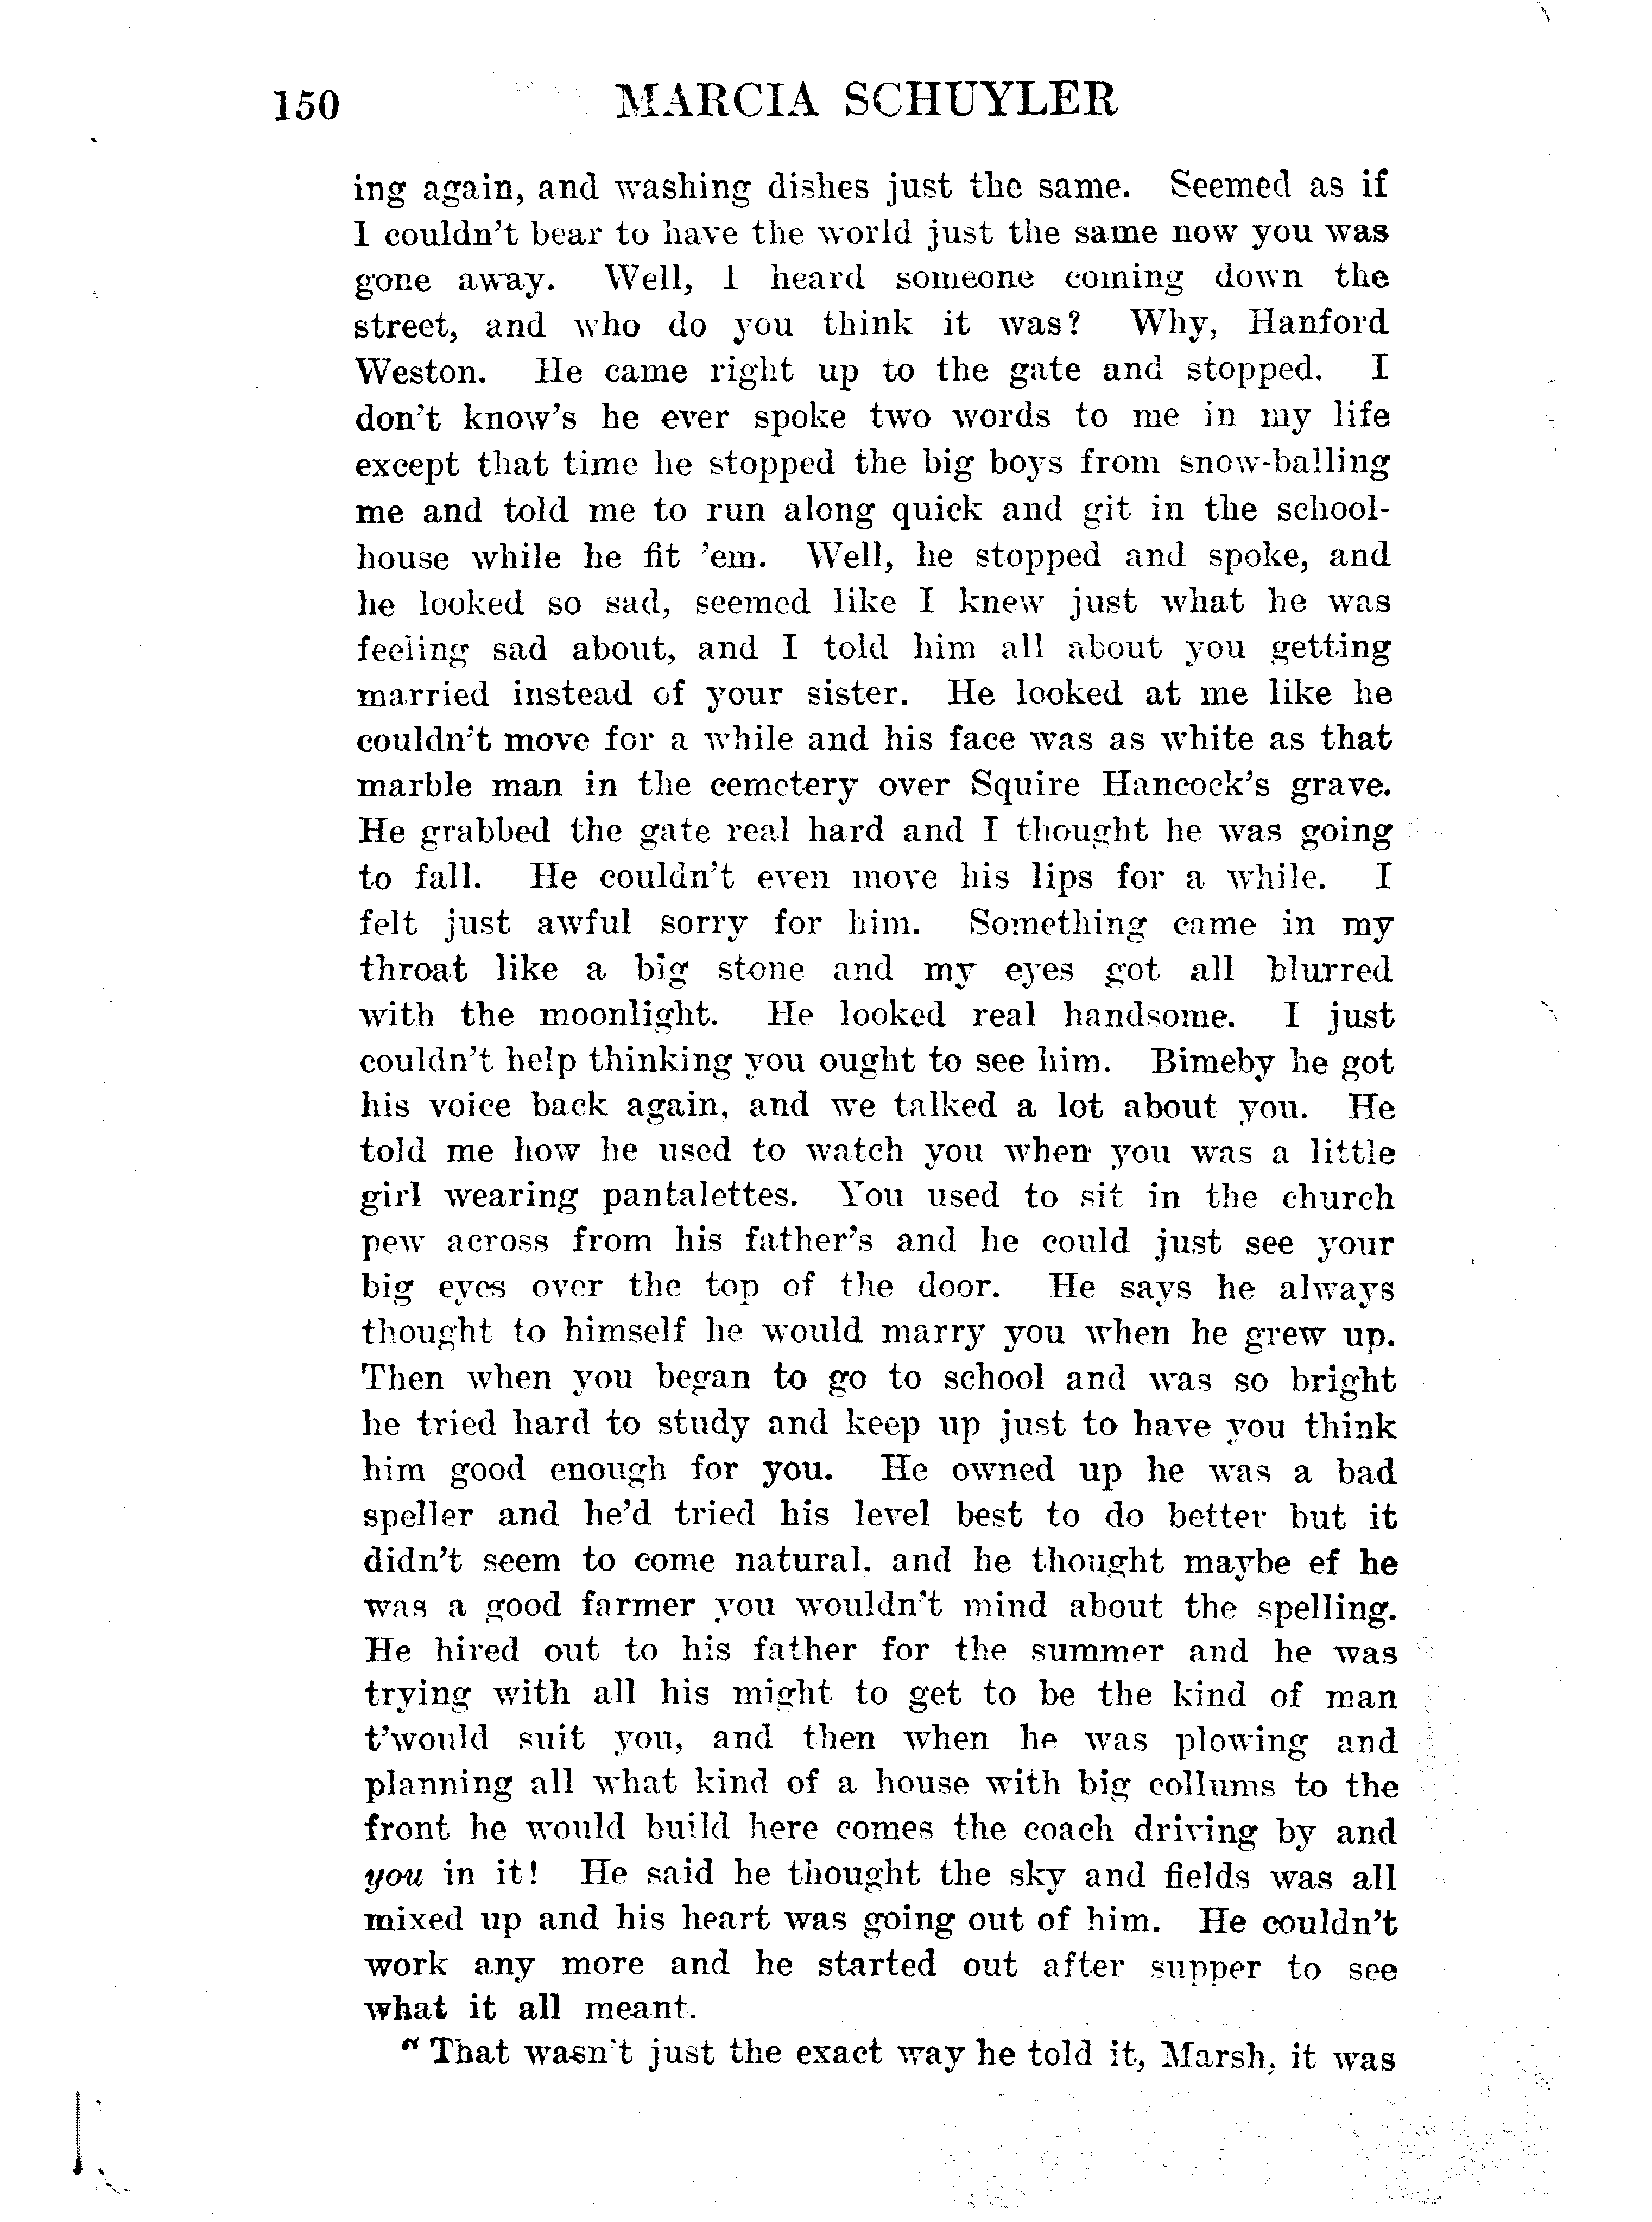 150 MARCIA SCHUYLER
ing again, and washing dishes just the same. Seemed as if
I couldn't bear to have the world just the same now you was
gone away. Well, I heard someone coming down the
street, and who do you think it was? Why, Hanford
Weston. He came right up to the gate and stopped. I
don't know's he ever spoke two words to me in my life
except that time he stopped the big boys from snow-balling
me and told me to run along quick and git in the school-
house while he fit 'em. Well, he stopped and spoke, and
he looked so sad, seemed like I knew just what he was
feeling sad about, and I told him all about you getting
married instead of your sister. He looked at me like he
couldn't move for a while and his face was as white as that
marble man in the cemetery over Squire Hancock's grave.
He grabbed the gate real hard and I thought he was going
to fall. He couldn't even move his lips for a while. I
felt just awful sorry for him. Something came in my
throat like a big stone and my eyes got all blurred
with the moonlight. He looked real handsome. I just
couldn't help thinking you ought to see him. Bimeby he got
his voice back again, and we talked a lot about you. He
told me how he used to watch you when you was a little
girl wearing pantalettes. You used to sit in the church
pew across from his father's and he could just see your
big eyes over the top of the door. He says he always
thought to himself he would marry you when he grew up.
Then when you began to go to school and was so bright
he tried hard to study and keep up just to have you think
him good enough for you. He owned up he was a bad
speller and he'd tried his level best to do better but it
didn't seem to come natural. and he thought maybe ef he
was a good farmer you wouldn't mind about the spelling.
He hired out to his father for the summer and he was
trying with all his might to get to be the kind of man
t'would suit you, and then when he was plowing and
planning all what kind of a house with big collums to the
front he would build here comes the coach driving by and
you in it! He said he thought the sky and fields was all
mixed up and his heart was going out of him. He couldn't
work any more and he started out after supper to see
what it all meant.
"That wasn't just the exact way he told it, Marsh, it was